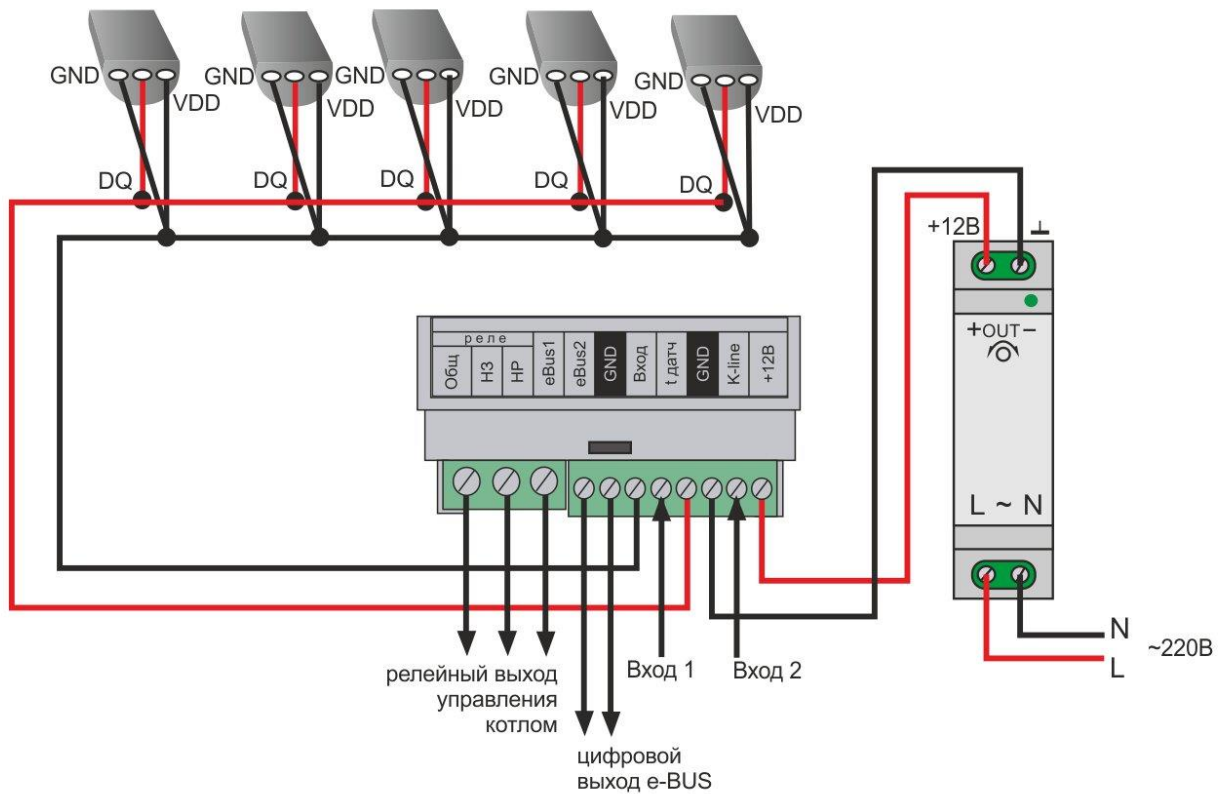 GND
VDD
DQ
GND
VDD
DQ
GND
VDD
DQ
GND
VDD
DQ
GND
VDD
DQ
+12В
+OUT−
L ~ N
N
L
~220В
реле
Общ
НЗ
НР
eBus1
eBus2
GND
Вход
t датч
GND
K-line
+12В
релейный выход
управления
котлом
Вход 1
Вход 2
цифровой
выход e-BUS